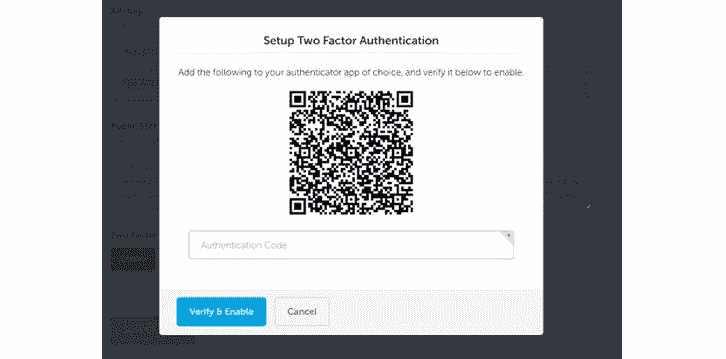 Setup Two Factor Authentication
Add the following to your authenticator app of choice, and verify it below to enable.
Authentication Code
*
Verify & Enable
Cancel